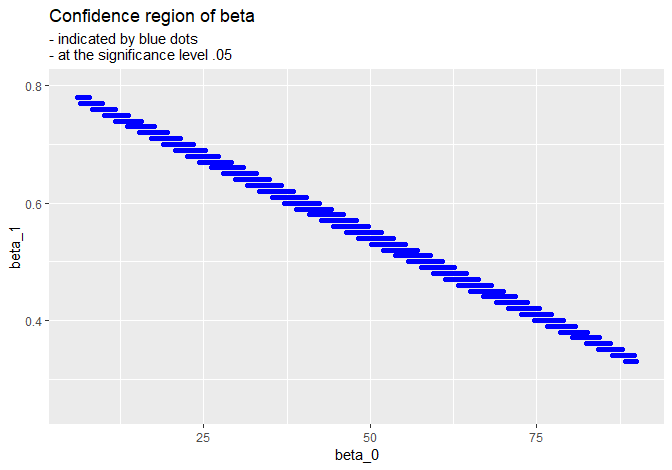 Confidence region of beta
- indicated by blue dots
- at the significance level .05
0.8
0.6
0.4
beta_1
25
50
75
beta_0